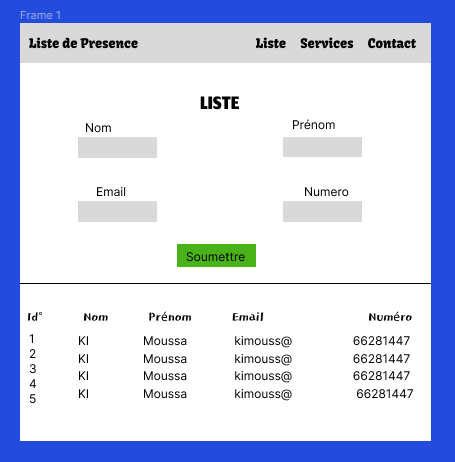 Frame 1
Liste de Presence Liste Services Contact
LISTE
Nom Prénom
Email Numero
Soumettre
Id° Nom Prénom Email Numéro
1 KI Moussa kimouss@ 66281447
2 KI Moussa kimouss@ 66281447
3 KI Moussa kimouss@ 66281447
4 KI Moussa kimouss@ 66281447
5